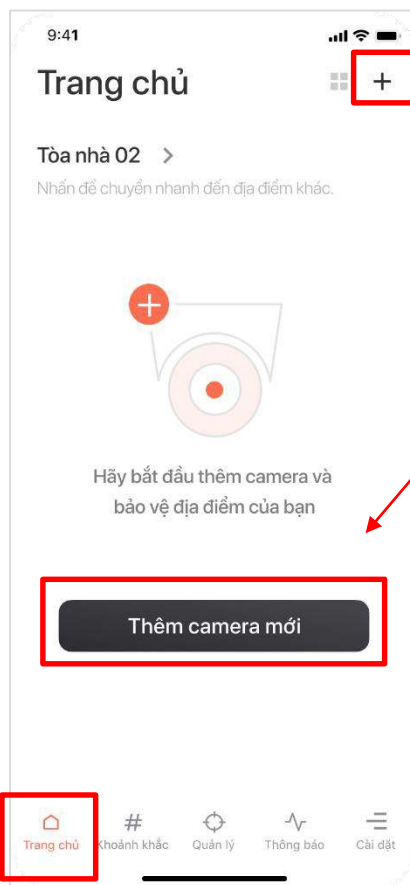 9:41
Trang chủ
Tòa nhà 02
Nhấn để chuyển nhanh đến địa điểm khác.
Hãy bắt đầu thêm camera và
bảo vệ địa điểm của bạn
Thêm camera mới
Trang chủ Khoảnh khắc Quản lý Thông báo Cài đặt